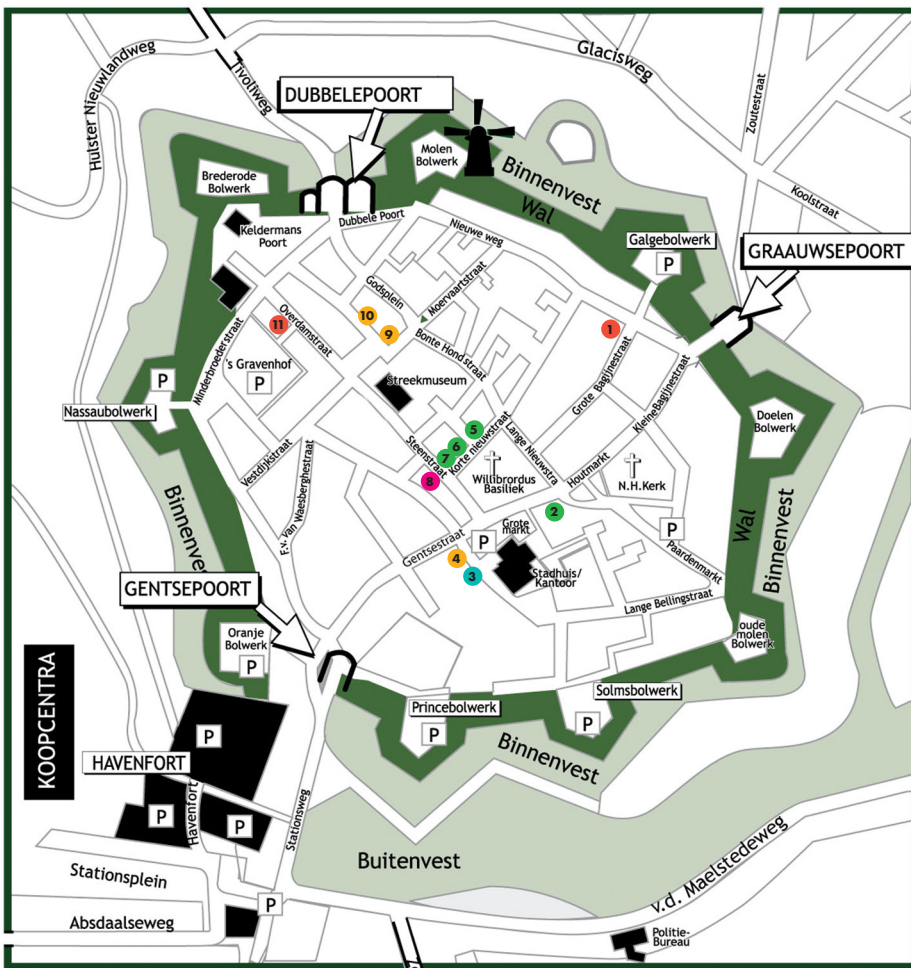 Hulster Nieuwlandweg
Tivoliweg
Glacisweg
Zoutestraat
Koolstraat
DUBBELEPOORT
Molen
Bolwerk
Binnenvest
Wal
Brederode
Bolwerk
Keldermans
Poort
Dubbele Poort
Nieuwe weg
Galgebolwerk
P
GRAAUWSEPOORT
Godsplein
Moervaartstraat
10
9
11
1
Overdamstraat
Bonte Hondstraat
Minderbroederstraat
's Gravenhof
P
Streekmuseum
Grote Bagijnestraat
Kleine Bagijnestraat
P
Nassaubolwerk
Doelen
Bolwerk
5
6
7
8
Steenstraat
Korte nieuwstraat
Lange Nieuwstra
Houtmarkt
Vestdijkstraat
F.v. van Waesberghestraat
Willibrordus
Basiliek
N.H.Kerk
Binnenvest
2
Grote
markt
P
P
Wal
Binnenvest
Gentsestraat
4
3
Stadhuis/
Kantoor
Paardenmarkt
Lange Bellingstraat
GENTSEPOORT
Oranje
Bolwerk
P
oude
molen
Bolwerk
Princebolwerk
P
Solmsbolwerk
P
Binnenvest
KOOPCENTRA
P
HAVENFORT
Havenfort
P
P
Stationsweg
Buitenvest
Stationsplein
P
Absdaalseweg
v.d. Maelstedeweg
Politie-
Bureau